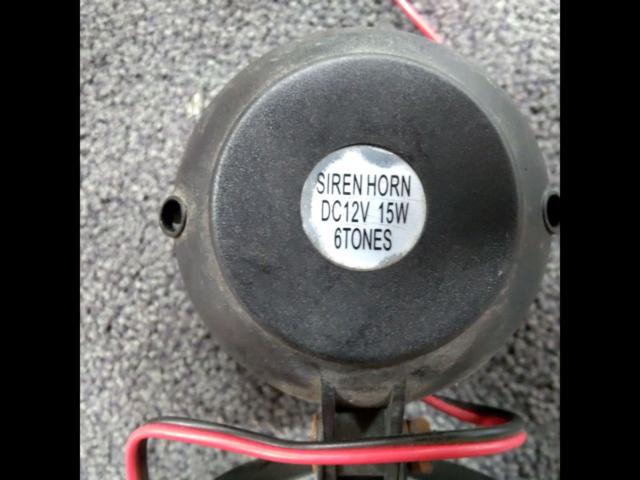 SIREN HORN
DC12V 15W
6TONES